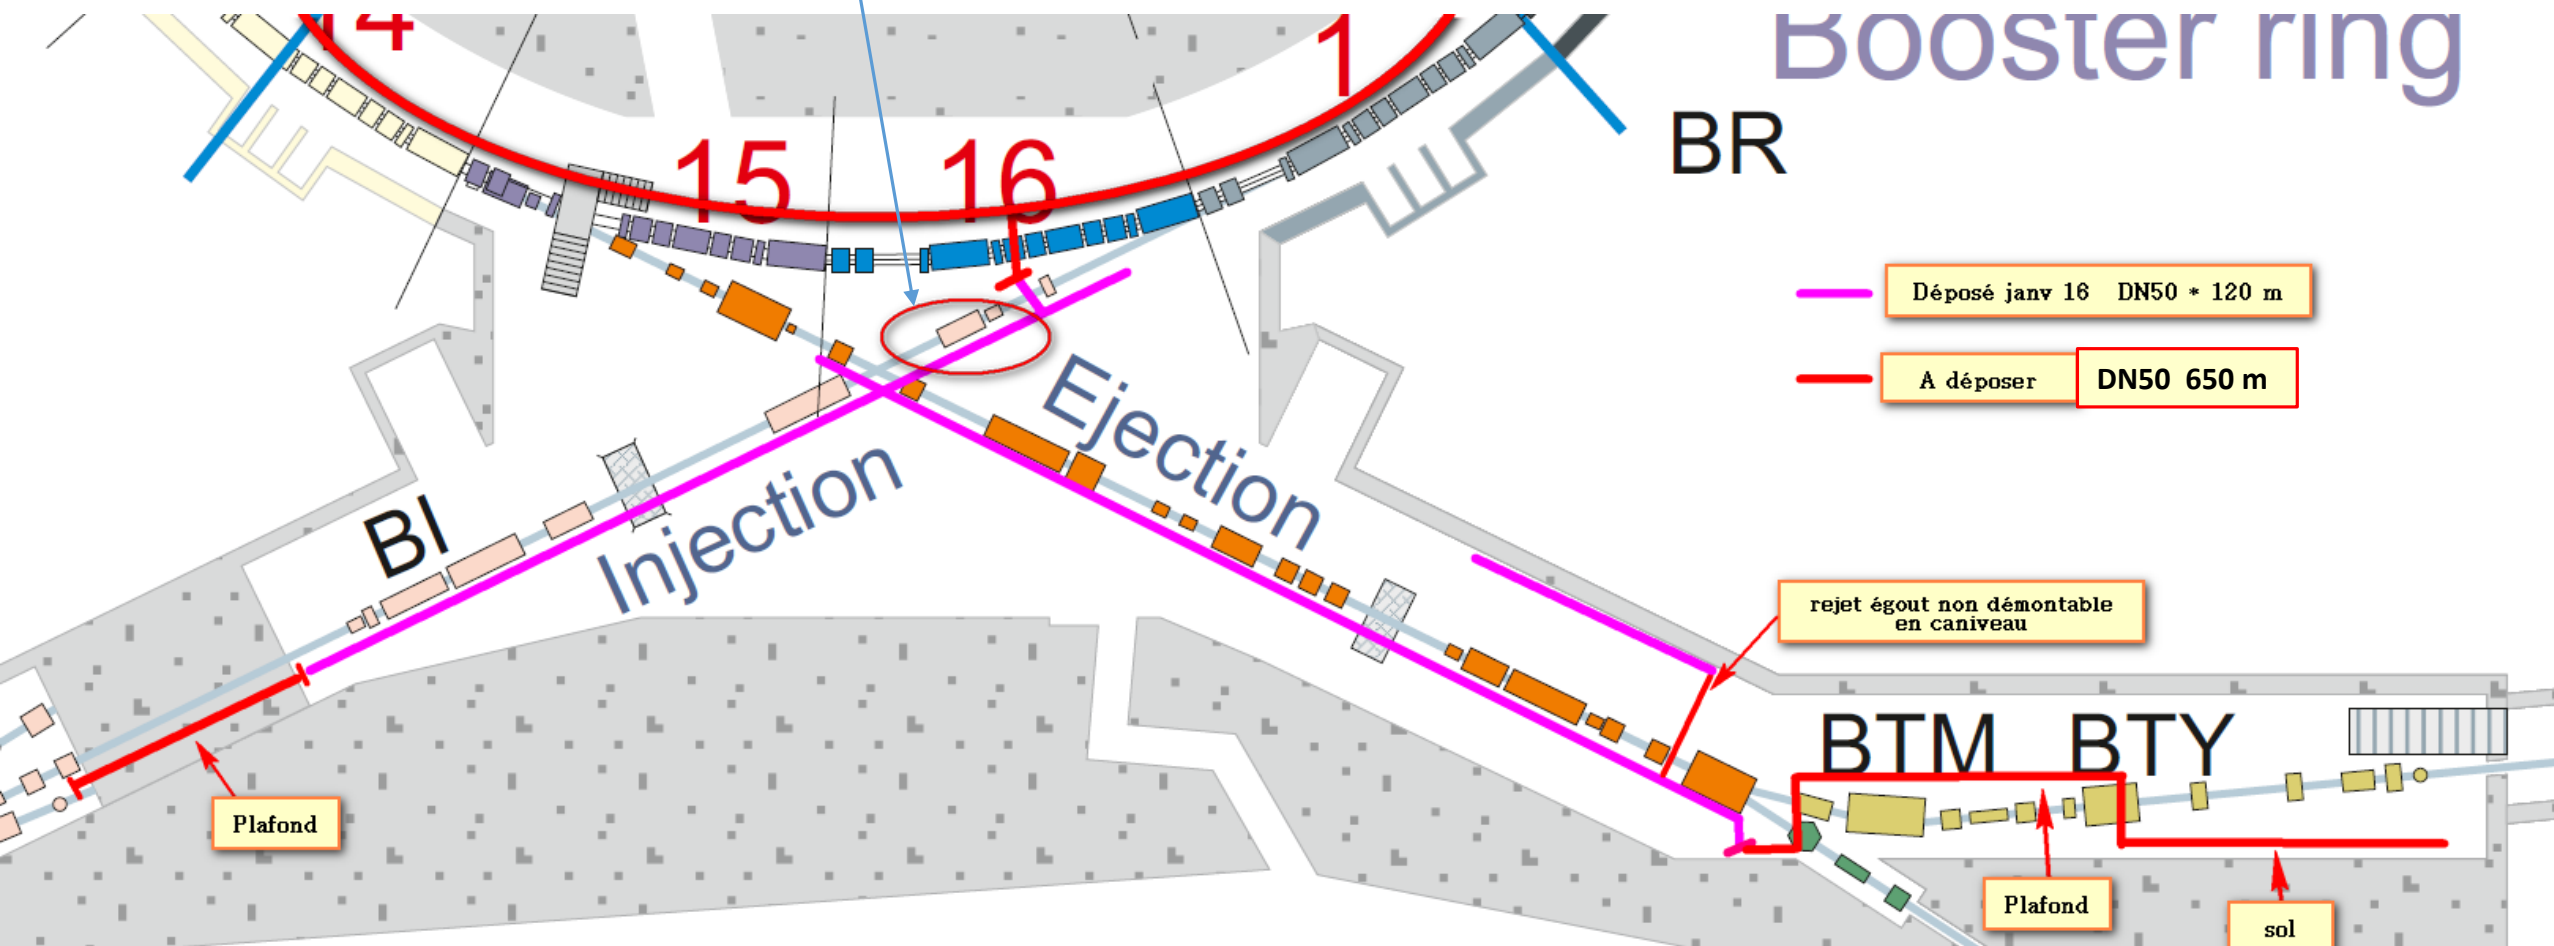 14
1
Booster ring
BR
15
16
Déposé janv 16 DN50 * 120 m
A déposer DN50 650 m
Ejection
Injection
BI
rejet égout non démontable
en caniveau
BTM
BTY
Plafond
Plafond
sol